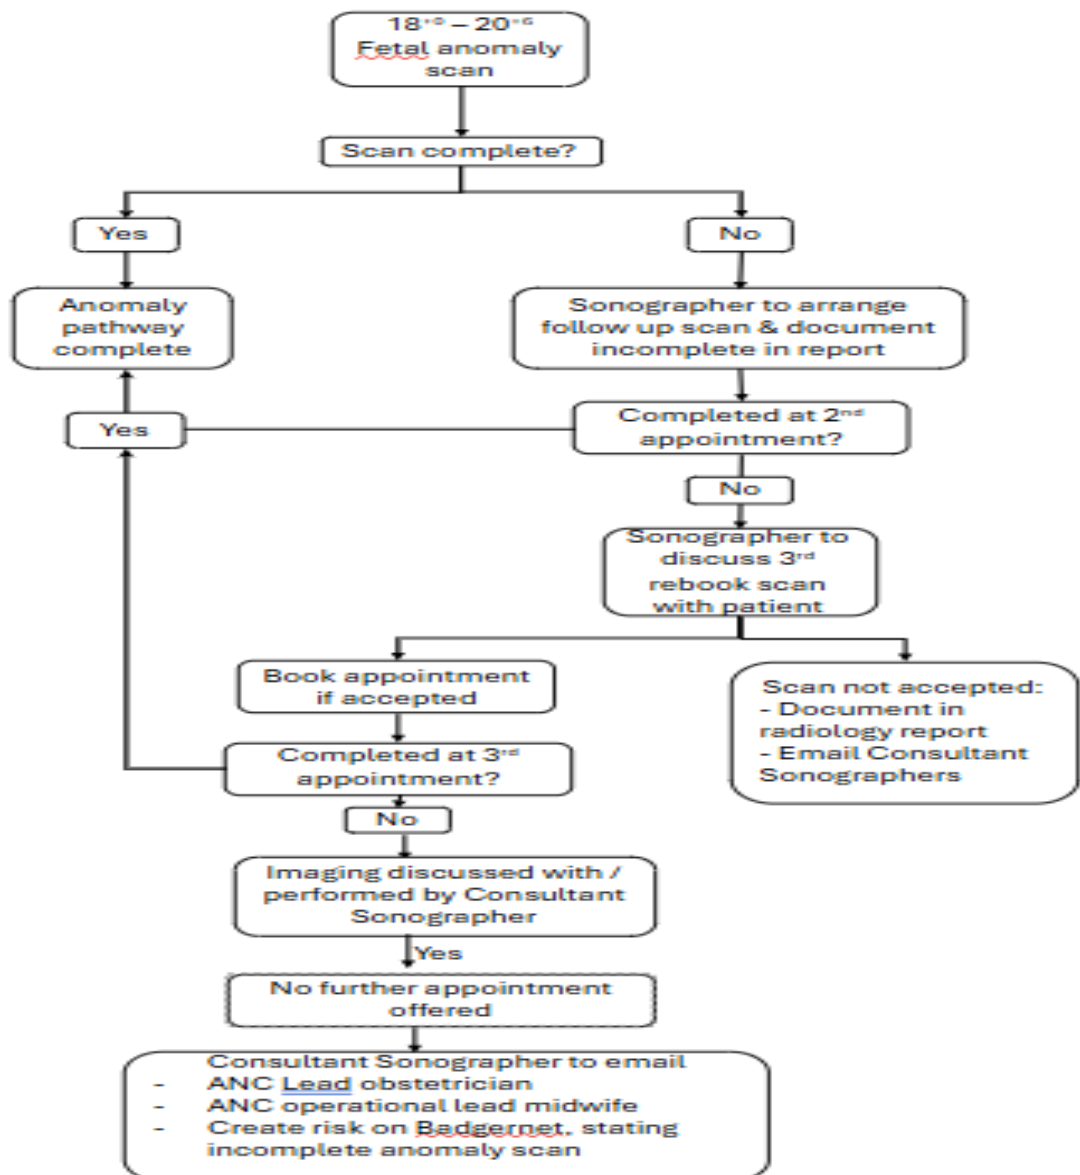 18⁺⁰ – 20⁺⁶
Fetal anomaly
scan
Scan complete?
Yes
No
Anomaly
pathway
complete
Sonographer to arrange
follow up scan & document
incomplete in report
Yes
Completed at 2ⁿᵈ
appointment?
No
Sonographer to
discuss 3ʳᵈ
rebook scan
with patient
Book appointment
if accepted
Scan not accepted:
- Document in
radiology report
- Email Consultant
Sonographers
Completed at 3ʳᵈ
appointment?
No
Imaging discussed with /
performed by Consultant
Sonographer
Yes
No further appointment
offered
Consultant Sonographer to email
- ANC Lead obstetrician
- ANC operational lead midwife
- Create risk on Badgernet, stating
incomplete anomaly scan